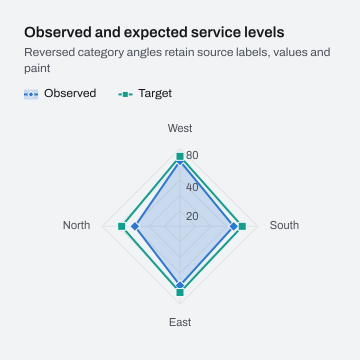 Observed and expected service levels
Reversed category angles retain source labels, values and
paint
Observed
Target
West
80
40
20
North
South
East